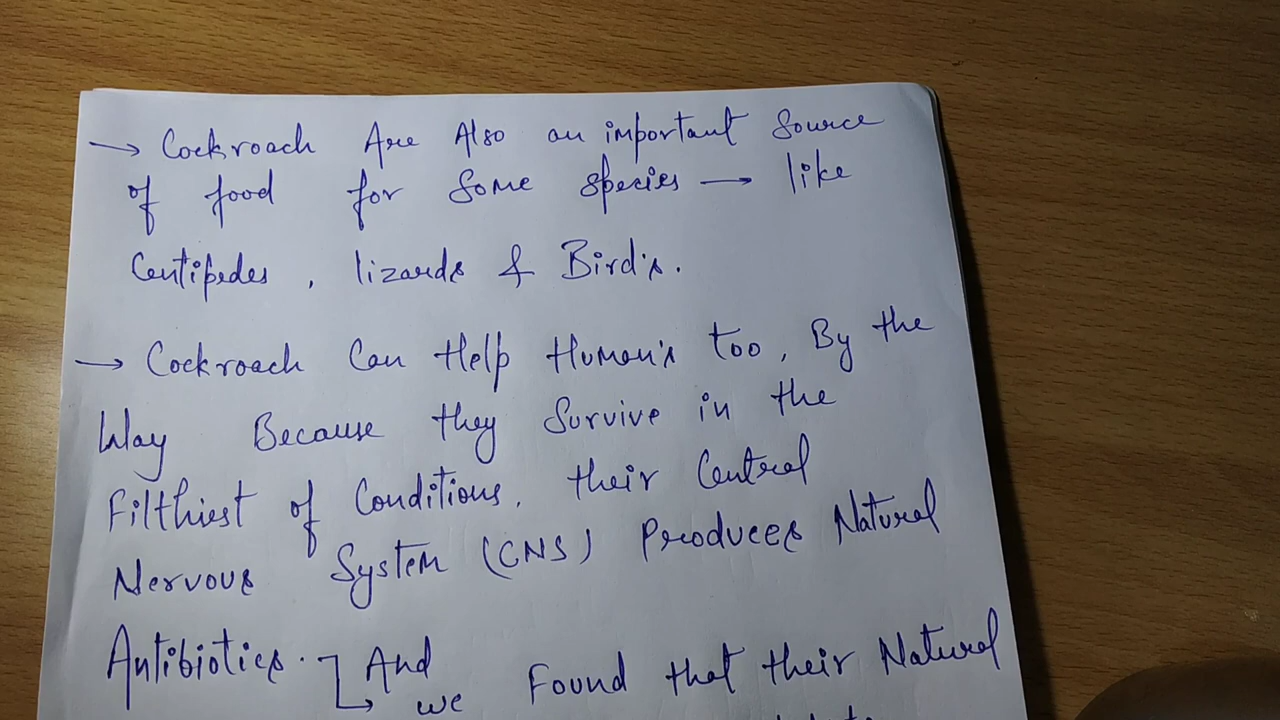 → Cockroach Are Also an important Source
of food for Some species → like
Centipedes, lizards & Bird's.
→ Cockroach Can Help Human's too, By the
Way Because they Survive in the
Filthiest of Conditions, their Central
Nervous System (CNS) Produces Natural
Antibiotics. And
we Found that their Natural